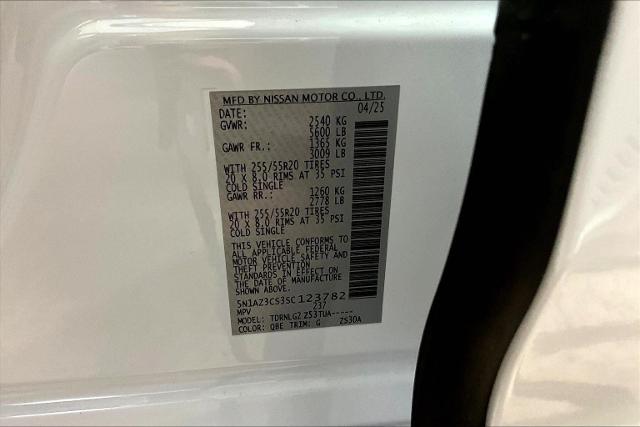 MFD BY NISSAN MOTOR CO., LTD.
DATE: 04/25
GVWR: 2540 KG
5600 LB
GAWR FR.: 1365 KG
3009 LB
WITH 255/55R20 TIRES
20 X 8.0 RIMS AT 35 PSI
COLD SINGLE
GAWR RR.: 1260 KG
2778 LB
WITH 255/55R20 TIRES
20 X 8.0 RIMS AT 35 PSI
COLD SINGLE
THIS VEHICLE CONFORMS TO
ALL APPLICABLE FEDERAL
MOTOR VEHICLE SAFETY AND
THEFT PREVENTION
STANDARDS IN EFFECT ON
THE DATE OF MANUFACTURE
SHOWN ABOVE.
5N1AZ3CS3SC123782
MPV 237
MODEL: TDRNLGZ Z53TUA-----
COLOR: QBE TRIM: G ZS30A